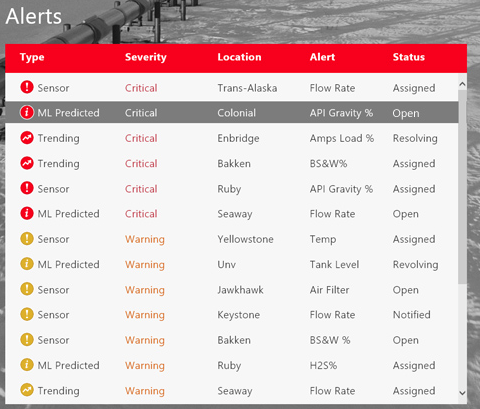 Alerts
Type Severity Location Alert Status
Sensor Critical Trans-Alaska Flow Rate Assigned
ML Predicted Critical Colonial API Gravity % Open
Trending Critical Enbridge Amps Load % Resolving
Trending Critical Bakken BS&W% Assigned
Sensor Critical Ruby API Gravity % Assigned
ML Predicted Critical Seaway Flow Rate Open
Sensor Warning Yellowstone Temp Assigned
ML Predicted Warning Unv Tank Level Revolving
Sensor Warning Jawkhawk Air Filter Open
Sensor Warning Keystone Flow Rate Notified
Sensor Warning Bakken BS&W % Open
ML Predicted Warning Ruby H2S% Assigned
Trending Warning Seaway Flow Rate Assigned